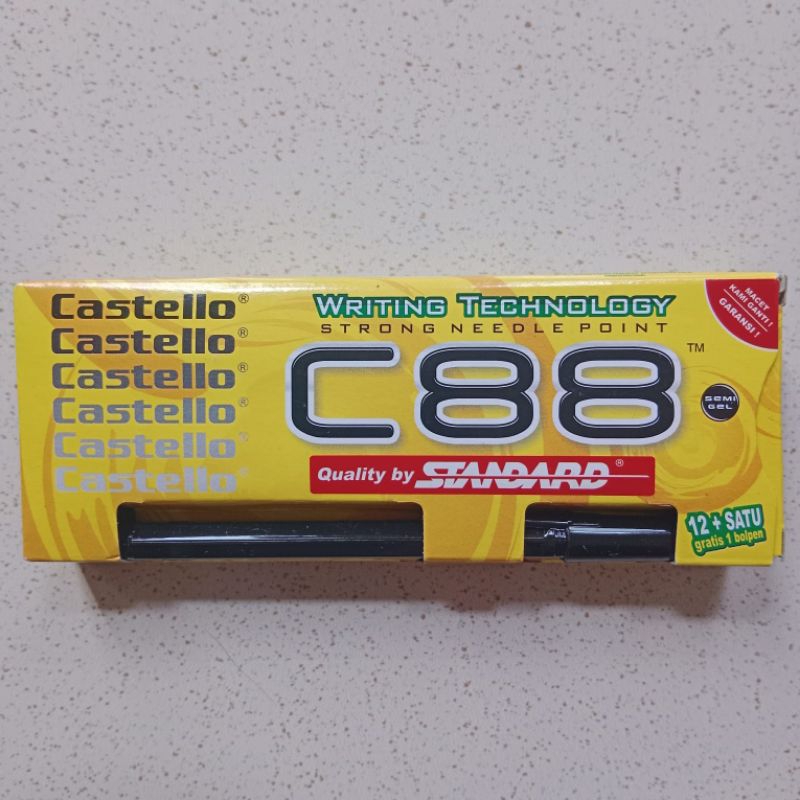 Castello®
Castello®
Castello®
Castello®
Castello®
Castello®
WRITING TECHNOLOGY
STRONG NEEDLE POINT
C88™
Quality by STANDARD®
MACET
KAMI GANTI!
GARANSI!
SEMI
GEL
12 + SATU
gratis 1 bolpen